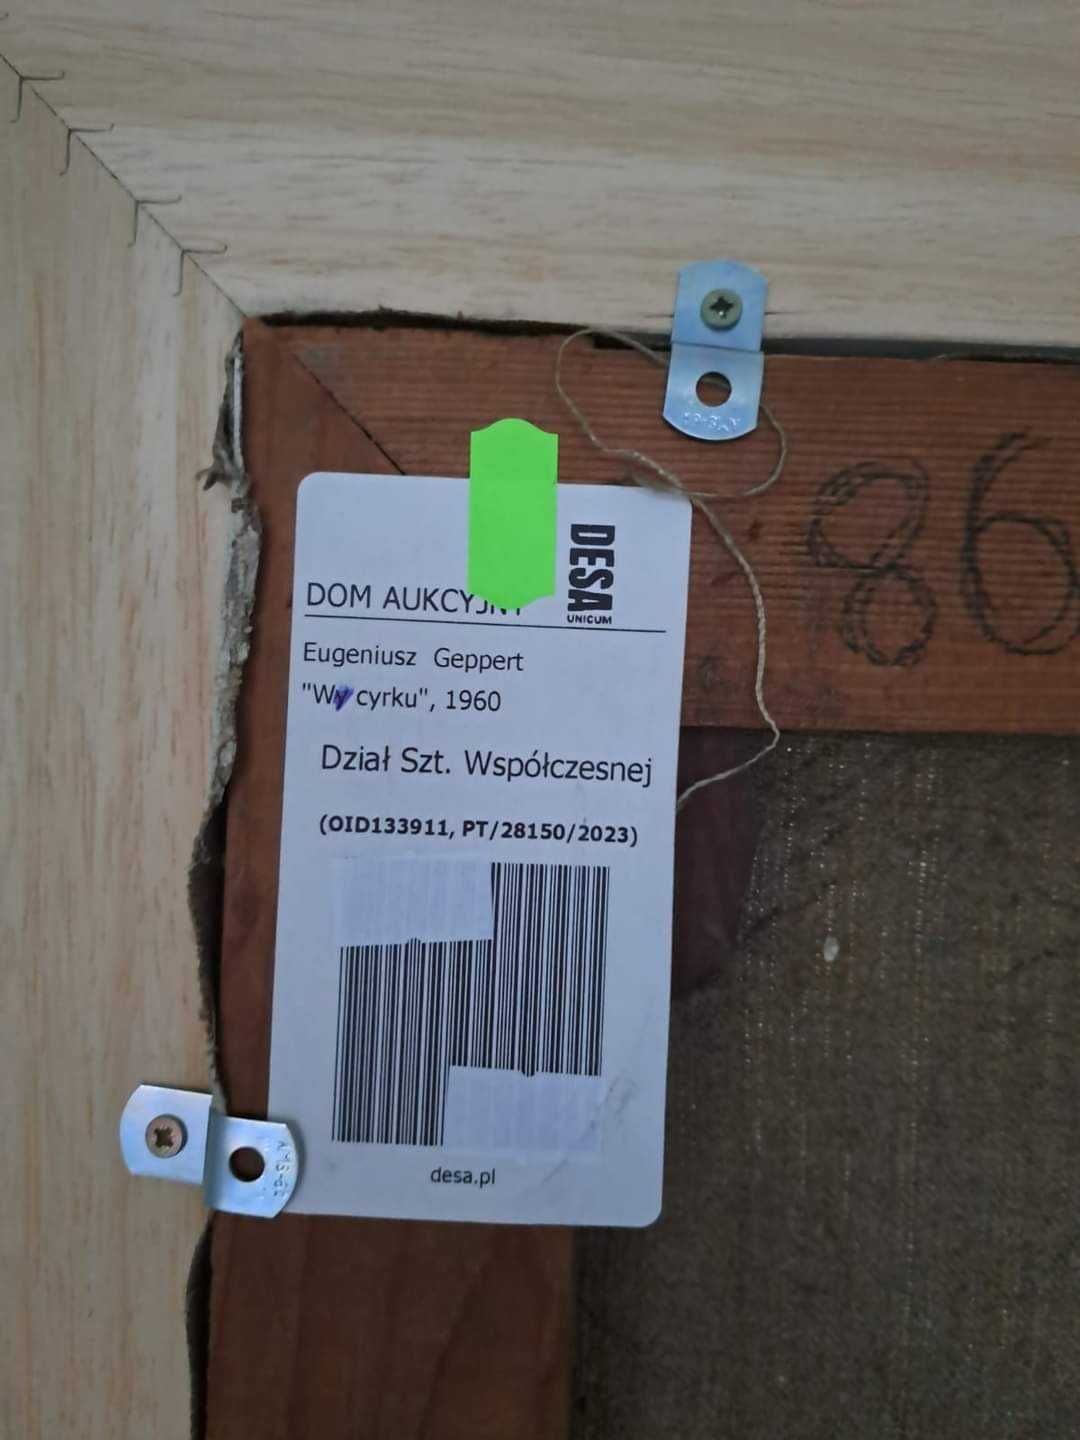 86
DESA
UNICUM
DOM AUKCYJNY
Eugeniusz Geppert
"W cyrku", 1960
Dział Szt. Współczesnej
(OID133911, PT/28150/2023)
desa.pl